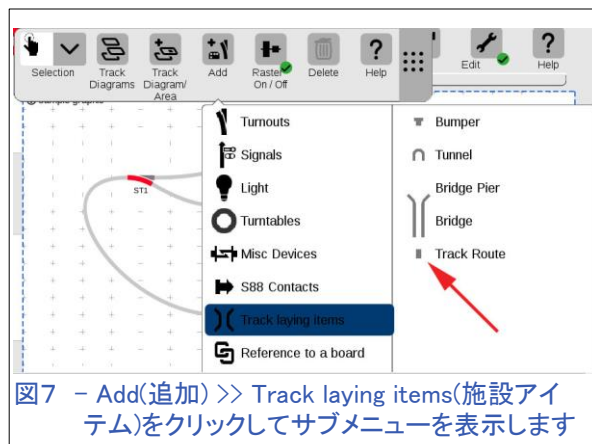 Selection
Track Diagrams
Track Diagram/ Area
Add
Raster On / Off
Delete
Help
Edit
Help
ST1
Turnouts
Signals
Light
Turntables
Misc Devices
S88 Contacts
Track laying items
Reference to a board
Bumper
Tunnel
Bridge Pier
Bridge
Track Route
図7 − Add(追加) >> Track laying items(施設アイ
テム)をクリックしてサブメニューを表示します